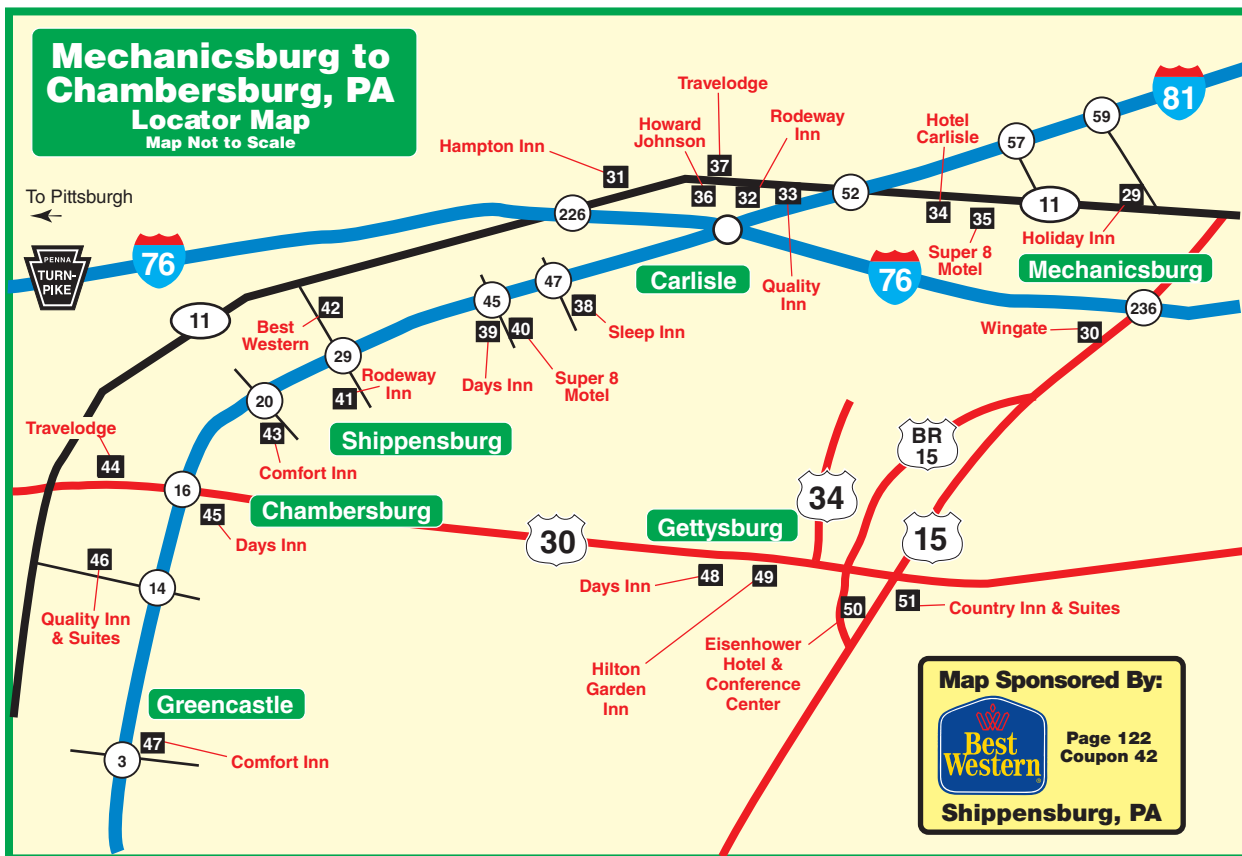 Mechanicsburg to
Chambersburg, PA
Locator Map
Map Not to Scale
81
59
57
Travelodge
37
Howard
Johnson
36
Rodeway
Inn
32
Hotel
Carlisle
34
Hampton Inn
31
33
52
35
11
29
To Pittsburgh
226
Super 8
Motel
Holiday Inn
Mechanicsburg
PENNA
TURN-
PIKE
76
Carlisle
Quality
Inn
76
236
Wingate
30
11
42
Best
Western
45
47
38
Sleep Inn
39
40
Days Inn
Super 8
Motel
29
41
Rodeway
Inn
20
43
Comfort Inn
Shippensburg
BR
15
Travelodge
44
16
45
Days Inn
Chambersburg
30
Gettysburg
34
15
46
Quality Inn
& Suites
14
Days Inn
48
49
Hilton
Garden
Inn
50
Eisenhower
Hotel &
Conference
Center
51
Country Inn & Suites
Greencastle
47
3
Comfort Inn
Map Sponsored By:
Best
Western
Page 122
Coupon 42
Shippensburg, PA